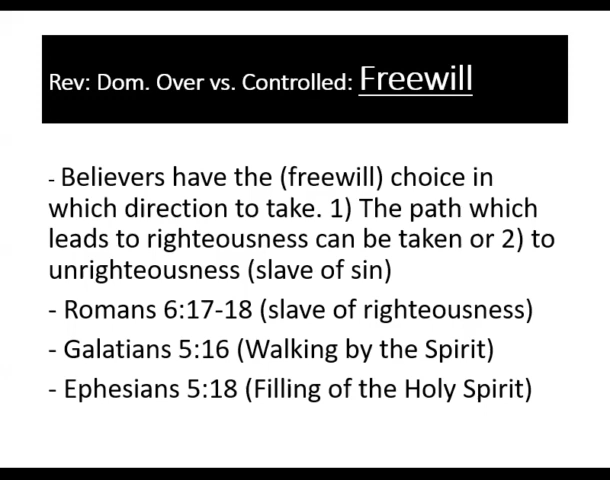 Rev: Dom. Over vs. Controlled: Freewill
- Believers have the (freewill) choice in
which direction to take. 1) The path which
leads to righteousness can be taken or 2) to
unrighteousness (slave of sin)
- Romans 6:17-18 (slave of righteousness)
- Galatians 5:16 (Walking by the Spirit)
- Ephesians 5:18 (Filling of the Holy Spirit)